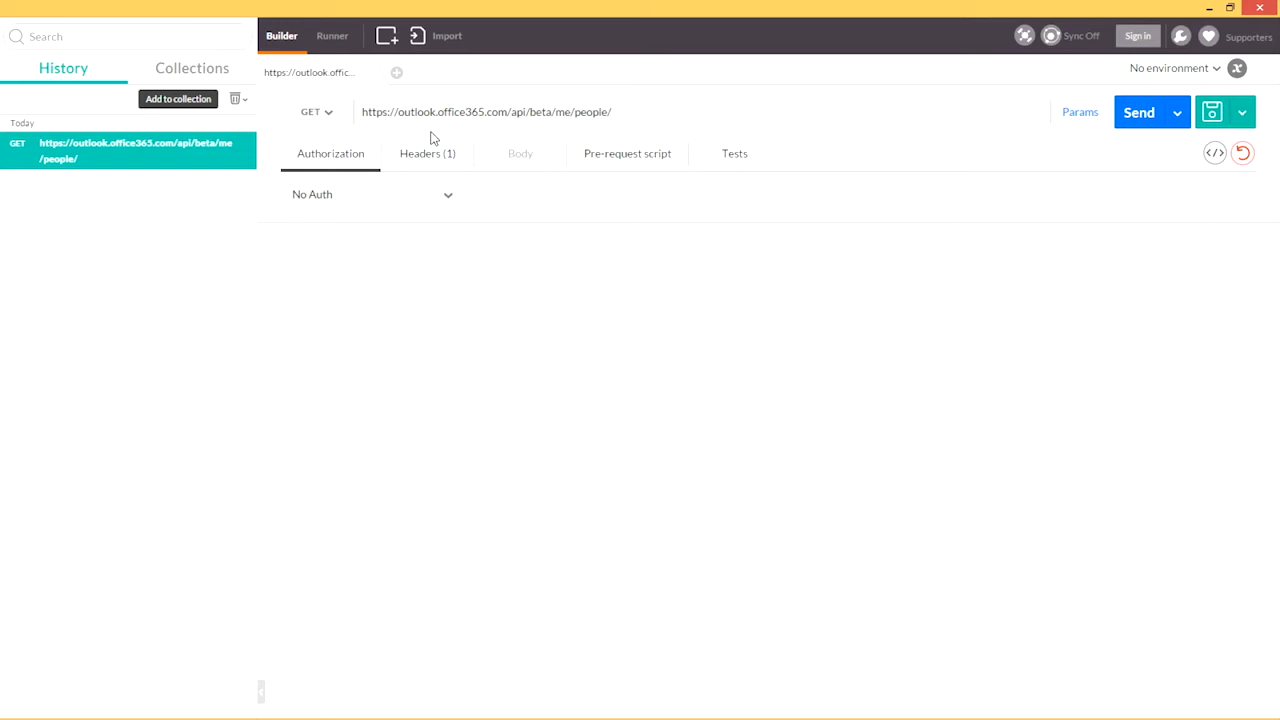 Search
Builder
Runner
Import
Sync Off
Sign in
Supporters
History
Collections
https://outlook.offic...
No environment
Add to collection
GET
https://outlook.office365.com/api/beta/me/people/
Params
Send
Today
GET
https://outlook.office365.com/api/beta/me
/people/
Authorization
Headers (1)
Body
Pre-request script
Tests
No Auth